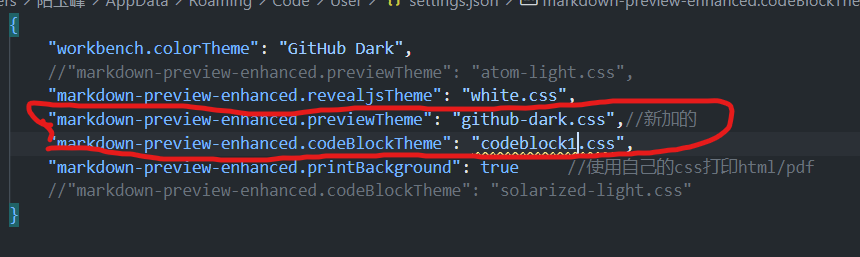 ers > 阳玉峰 > AppData > Roaming > Code > User > {} settings.json > markdown-preview-enhanced.codeBlockTheme
{
"workbench.colorTheme": "GitHub Dark",
//"markdown-preview-enhanced.previewTheme": "atom-light.css",
"markdown-preview-enhanced.revealjsTheme": "white.css",
"markdown-preview-enhanced.previewTheme": "github-dark.css",//新加的
"markdown-preview-enhanced.codeBlockTheme": "codeblock1.css",
"markdown-preview-enhanced.printBackground": true //使用自己的css打印html/pdf
//"markdown-preview-enhanced.codeBlockTheme": "solarized-light.css"
}